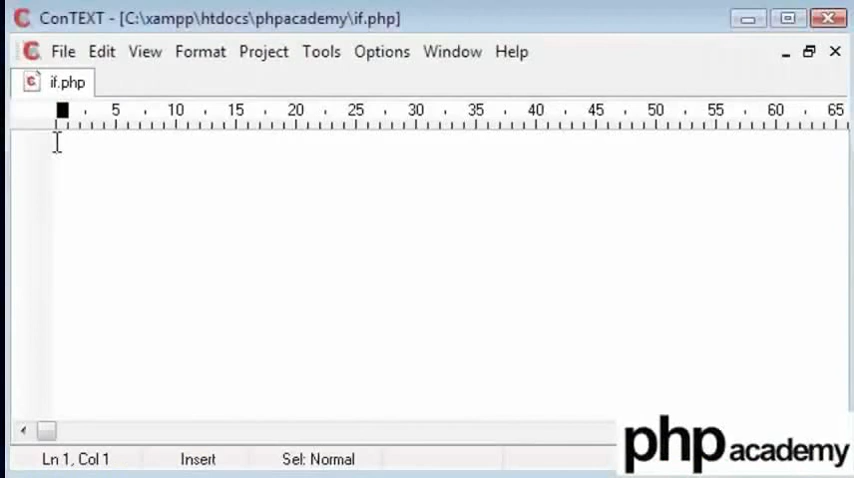 ConTEXT - [C:\xampp\htdocs\phpacademy\if.php]
File Edit View Format Project Tools Options Window Help
if.php
5 10 15 20 25 30 35 40 45 50 55 60 65
Ln 1, Col 1 Insert Sel: Normal
php academy